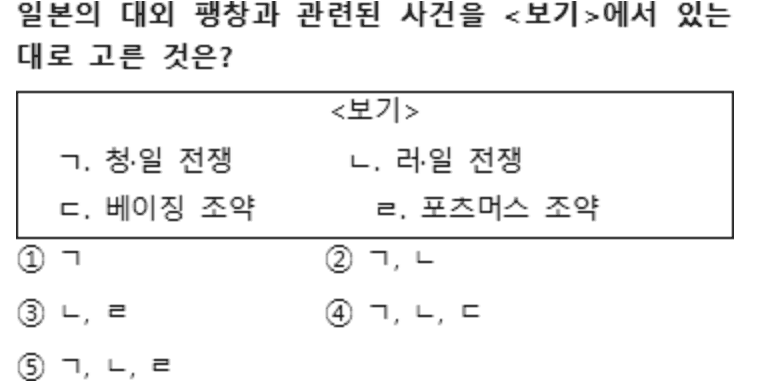 일본의 대외 팽창과 관련된 사건을 <보기>에서 있는
대로 고른 것은?
<보기>
ㄱ. 청·일 전쟁 ㄴ. 러·일 전쟁
ㄷ. 베이징 조약 ㄹ. 포츠머스 조약
① ㄱ ② ㄱ, ㄴ
③ ㄴ, ㄹ ④ ㄱ, ㄴ, ㄷ
⑤ ㄱ, ㄴ, ㄹ